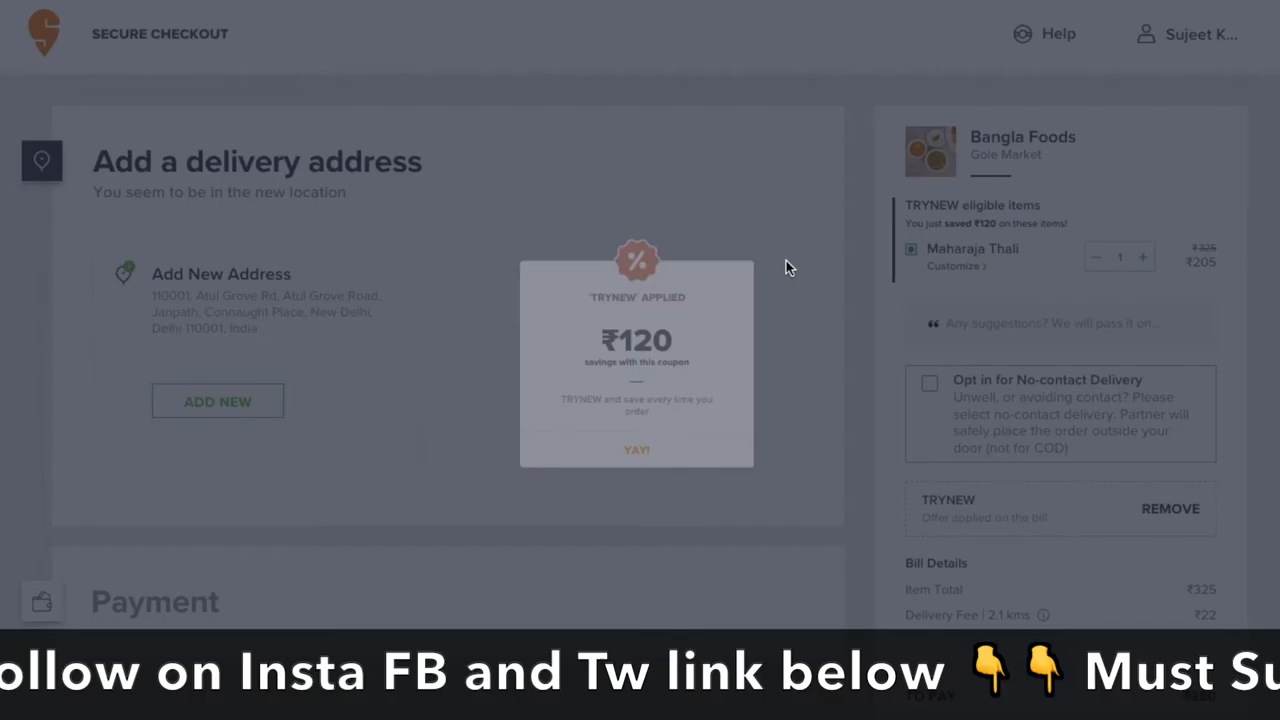 SECURE CHECKOUT
Help
Sujeet K...
Add a delivery address
You seem to be in the new location
Add New Address
110001, Atul Grove Rd, Atul Grove Road,
Janpath, Connaught Place, New Delhi,
Delhi 110001, India
ADD NEW
Payment
'TRYNEW' APPLIED
₹120
savings with this coupon
TRYNEW and save every time you
order
YAY!
Bangla Foods
Gole Market
TRYNEW eligible items
You just saved ₹120 on these items!
Maharaja Thali
− 1 +
₹325
₹205
Customize >
Any suggestions? We will pass it on...
Opt in for No-contact Delivery
Unwell, or avoiding contact? Please
select no-contact delivery. Partner will
safely place the order outside your
door (not for COD)
TRYNEW
Offer applied on the bill
REMOVE
Bill Details
Item Total ₹325
Delivery Fee | 2.1 kms ₹22
TO PAY
ollow on Insta FB and Tw link below 👇👇 Must Su